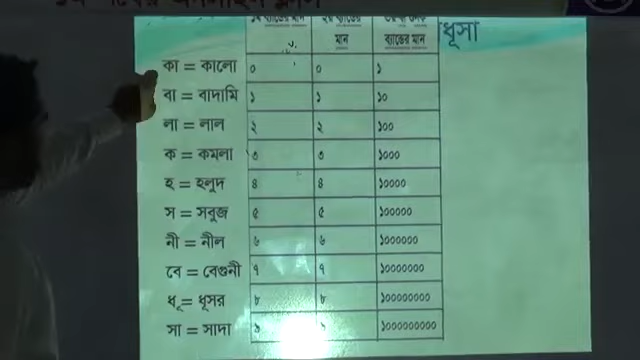 ধূসা
মান মান ব্যান্ডের মান
কা = কালো ০ ০ ১
বা = বাদামি ১ ১ ১০
লা = লাল ২ ২ ১০০
ক = কমলা ৩ ৩ ১০০০
হ = হলুদ ৪ ৪ ১০০০০
স = সবুজ ৫ ৫ ১০০০০০
নী = নীল ৬ ৬ ১০০০০০০
বে = বেগুনী ৭ ৭ ১০০০০০০০
ধূ = ধূসর ৮ ৮ ১০০০০০০০০
সা = সাদা ৯ ৯ ১০০০০০০০০০